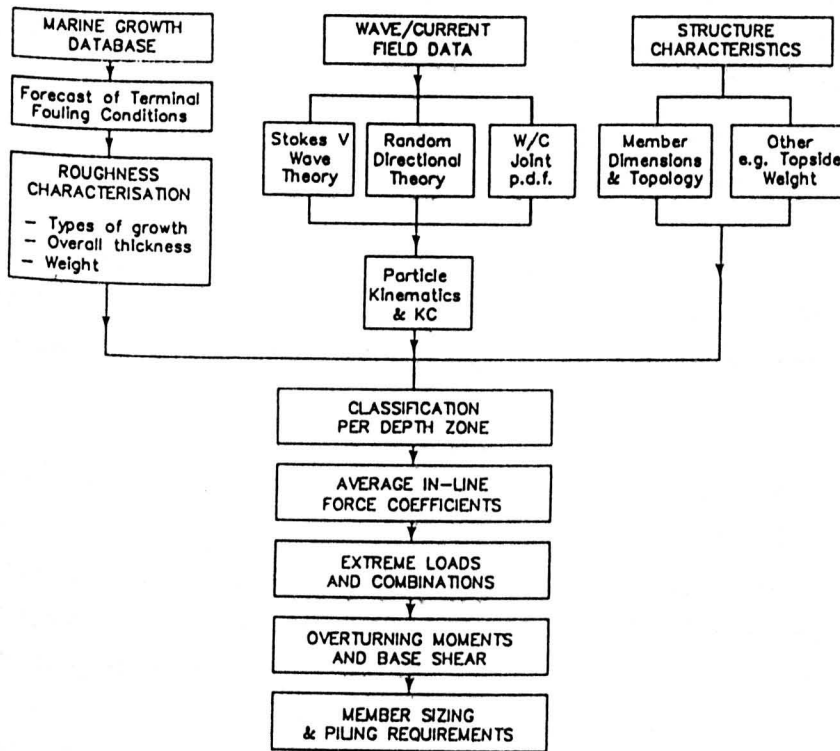 MARINE GROWTH
DATABASE
Forecast of Terminal
Fouling Conditions
ROUGHNESS
CHARACTERISATION
– Types of growth
– Overall thickness
– Weight
WAVE/CURRENT
FIELD DATA
Stokes V
Wave
Theory
Random
Directional
Theory
W/C
Joint
p.d.f.
Particle
Kinematics
& KC
STRUCTURE
CHARACTERISTICS
Member
Dimensions
& Topology
Other
e.g. Topside
Weight
CLASSIFICATION
PER DEPTH ZONE
AVERAGE IN–LINE
FORCE COEFFICIENTS
EXTREME LOADS
AND COMBINATIONS
OVERTURNING MOMENTS
AND BASE SHEAR
MEMBER SIZING
& PILING REQUIREMENTS